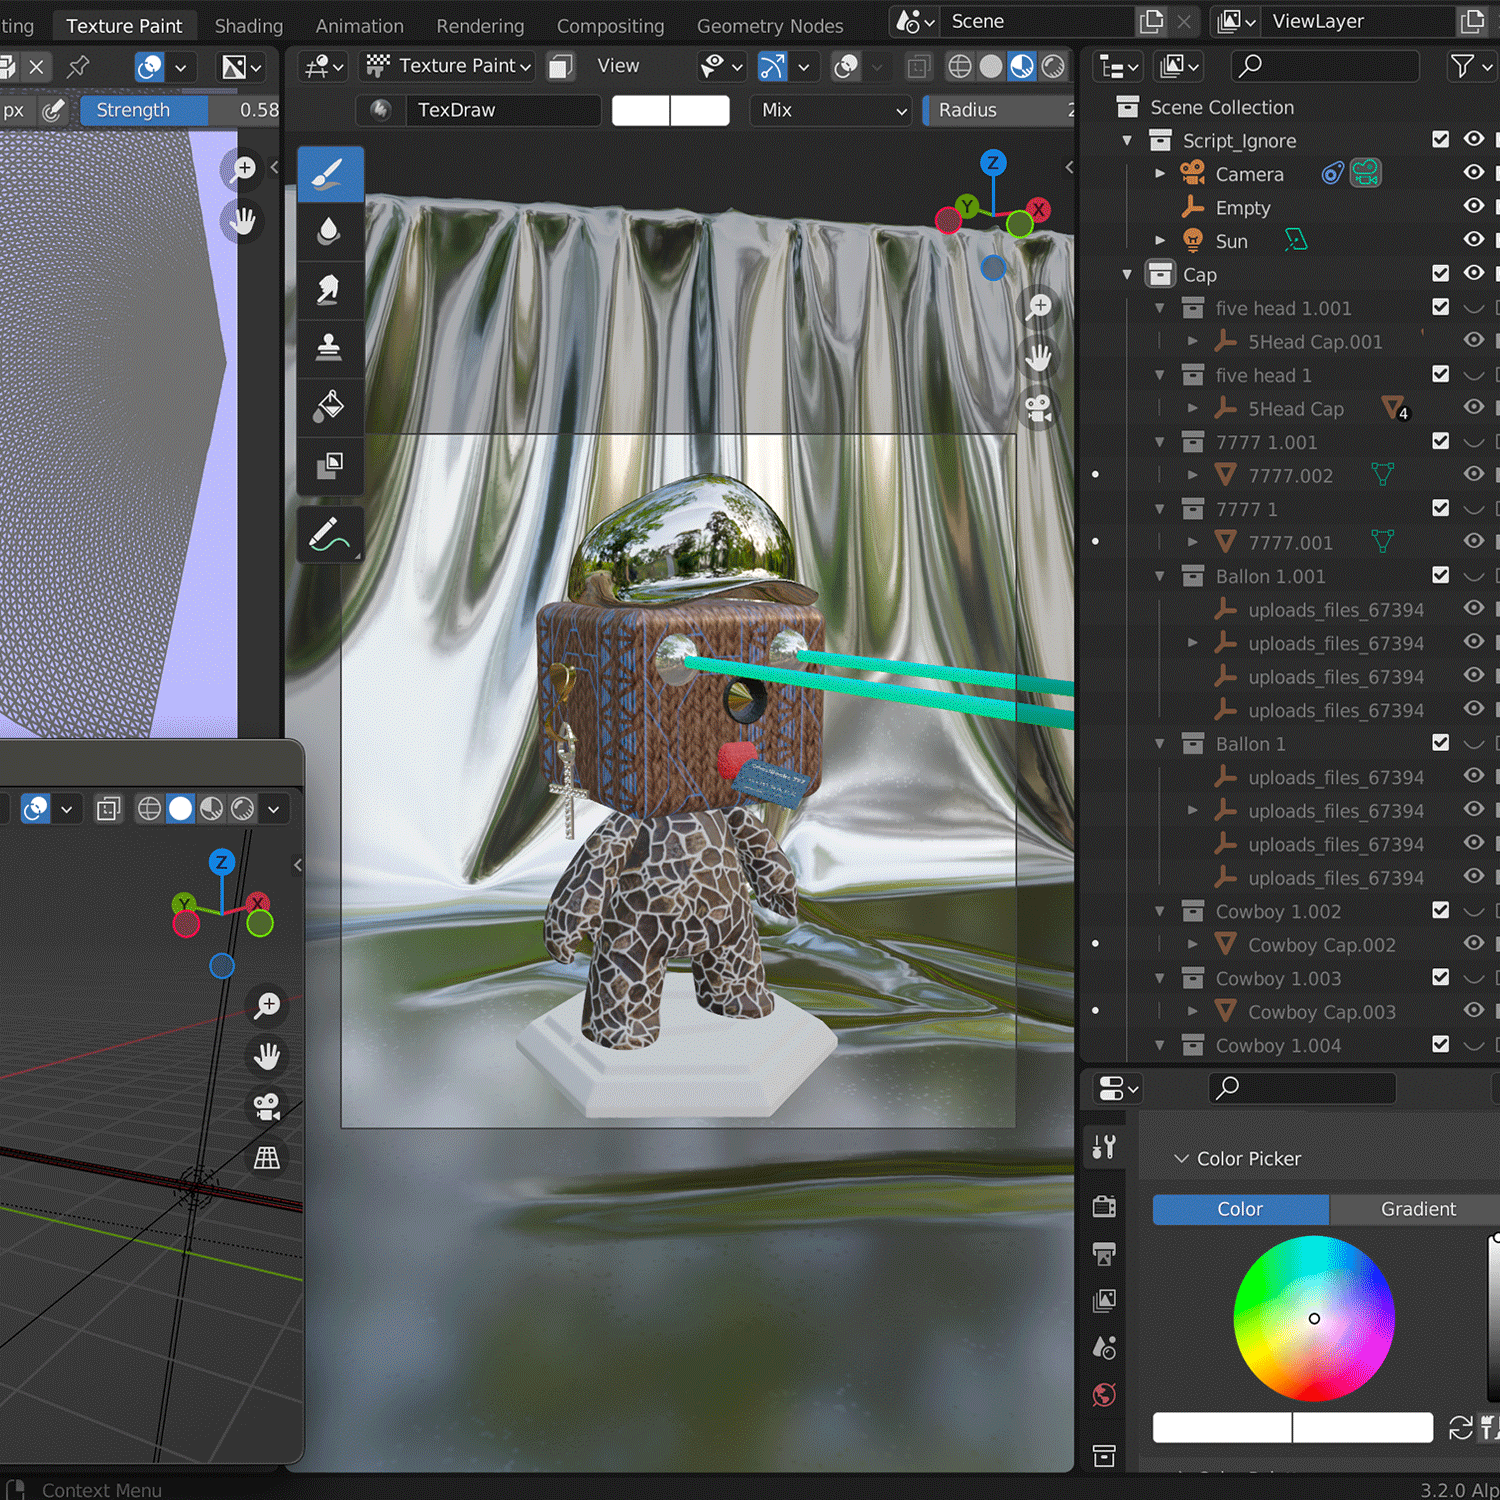 ting
Texture Paint
Shading
Animation
Rendering
Compositing
Geometry Nodes
Scene
ViewLayer
Texture Paint
View
px
Strength
0.58
TexDraw
Mix
Radius
2
Z
Y
X
Scene Collection
Script_Ignore
Camera
Empty
Sun
Cap
five head 1.001
5Head Cap.001
five head 1
5Head Cap
4
7777 1.001
7777.002
7777 1
7777.001
Ballon 1.001
uploads_files_67394
uploads_files_67394
uploads_files_67394
uploads_files_67394
Ballon 1
uploads_files_67394
uploads_files_67394
uploads_files_67394
uploads_files_67394
Cowboy 1.002
Cowboy Cap.002
Cowboy 1.003
Cowboy Cap.003
Cowboy 1.004
Z
Y
X
Color Picker
Color
Gradient
Context Menu
3.2.0 Alp